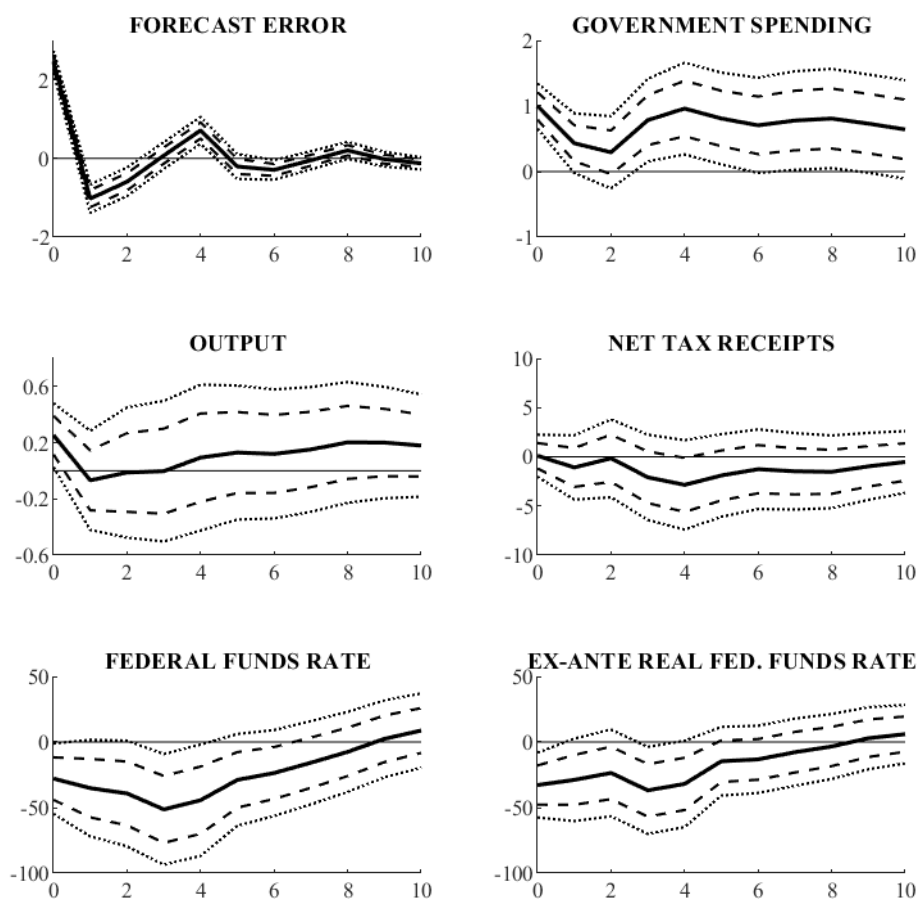 FORECAST ERROR
2
0
-2
0 2 4 6 8 10
GOVERNMENT SPENDING
2
1
0
-1
0 2 4 6 8 10
OUTPUT
0.6
0.2
-0.2
-0.6
0 2 4 6 8 10
NET TAX RECEIPTS
10
5
0
-5
-10
0 2 4 6 8 10
FEDERAL FUNDS RATE
50
0
-50
-100
0 2 4 6 8 10
EX-ANTE REAL FED. FUNDS RATE
50
0
-50
-100
0 2 4 6 8 10